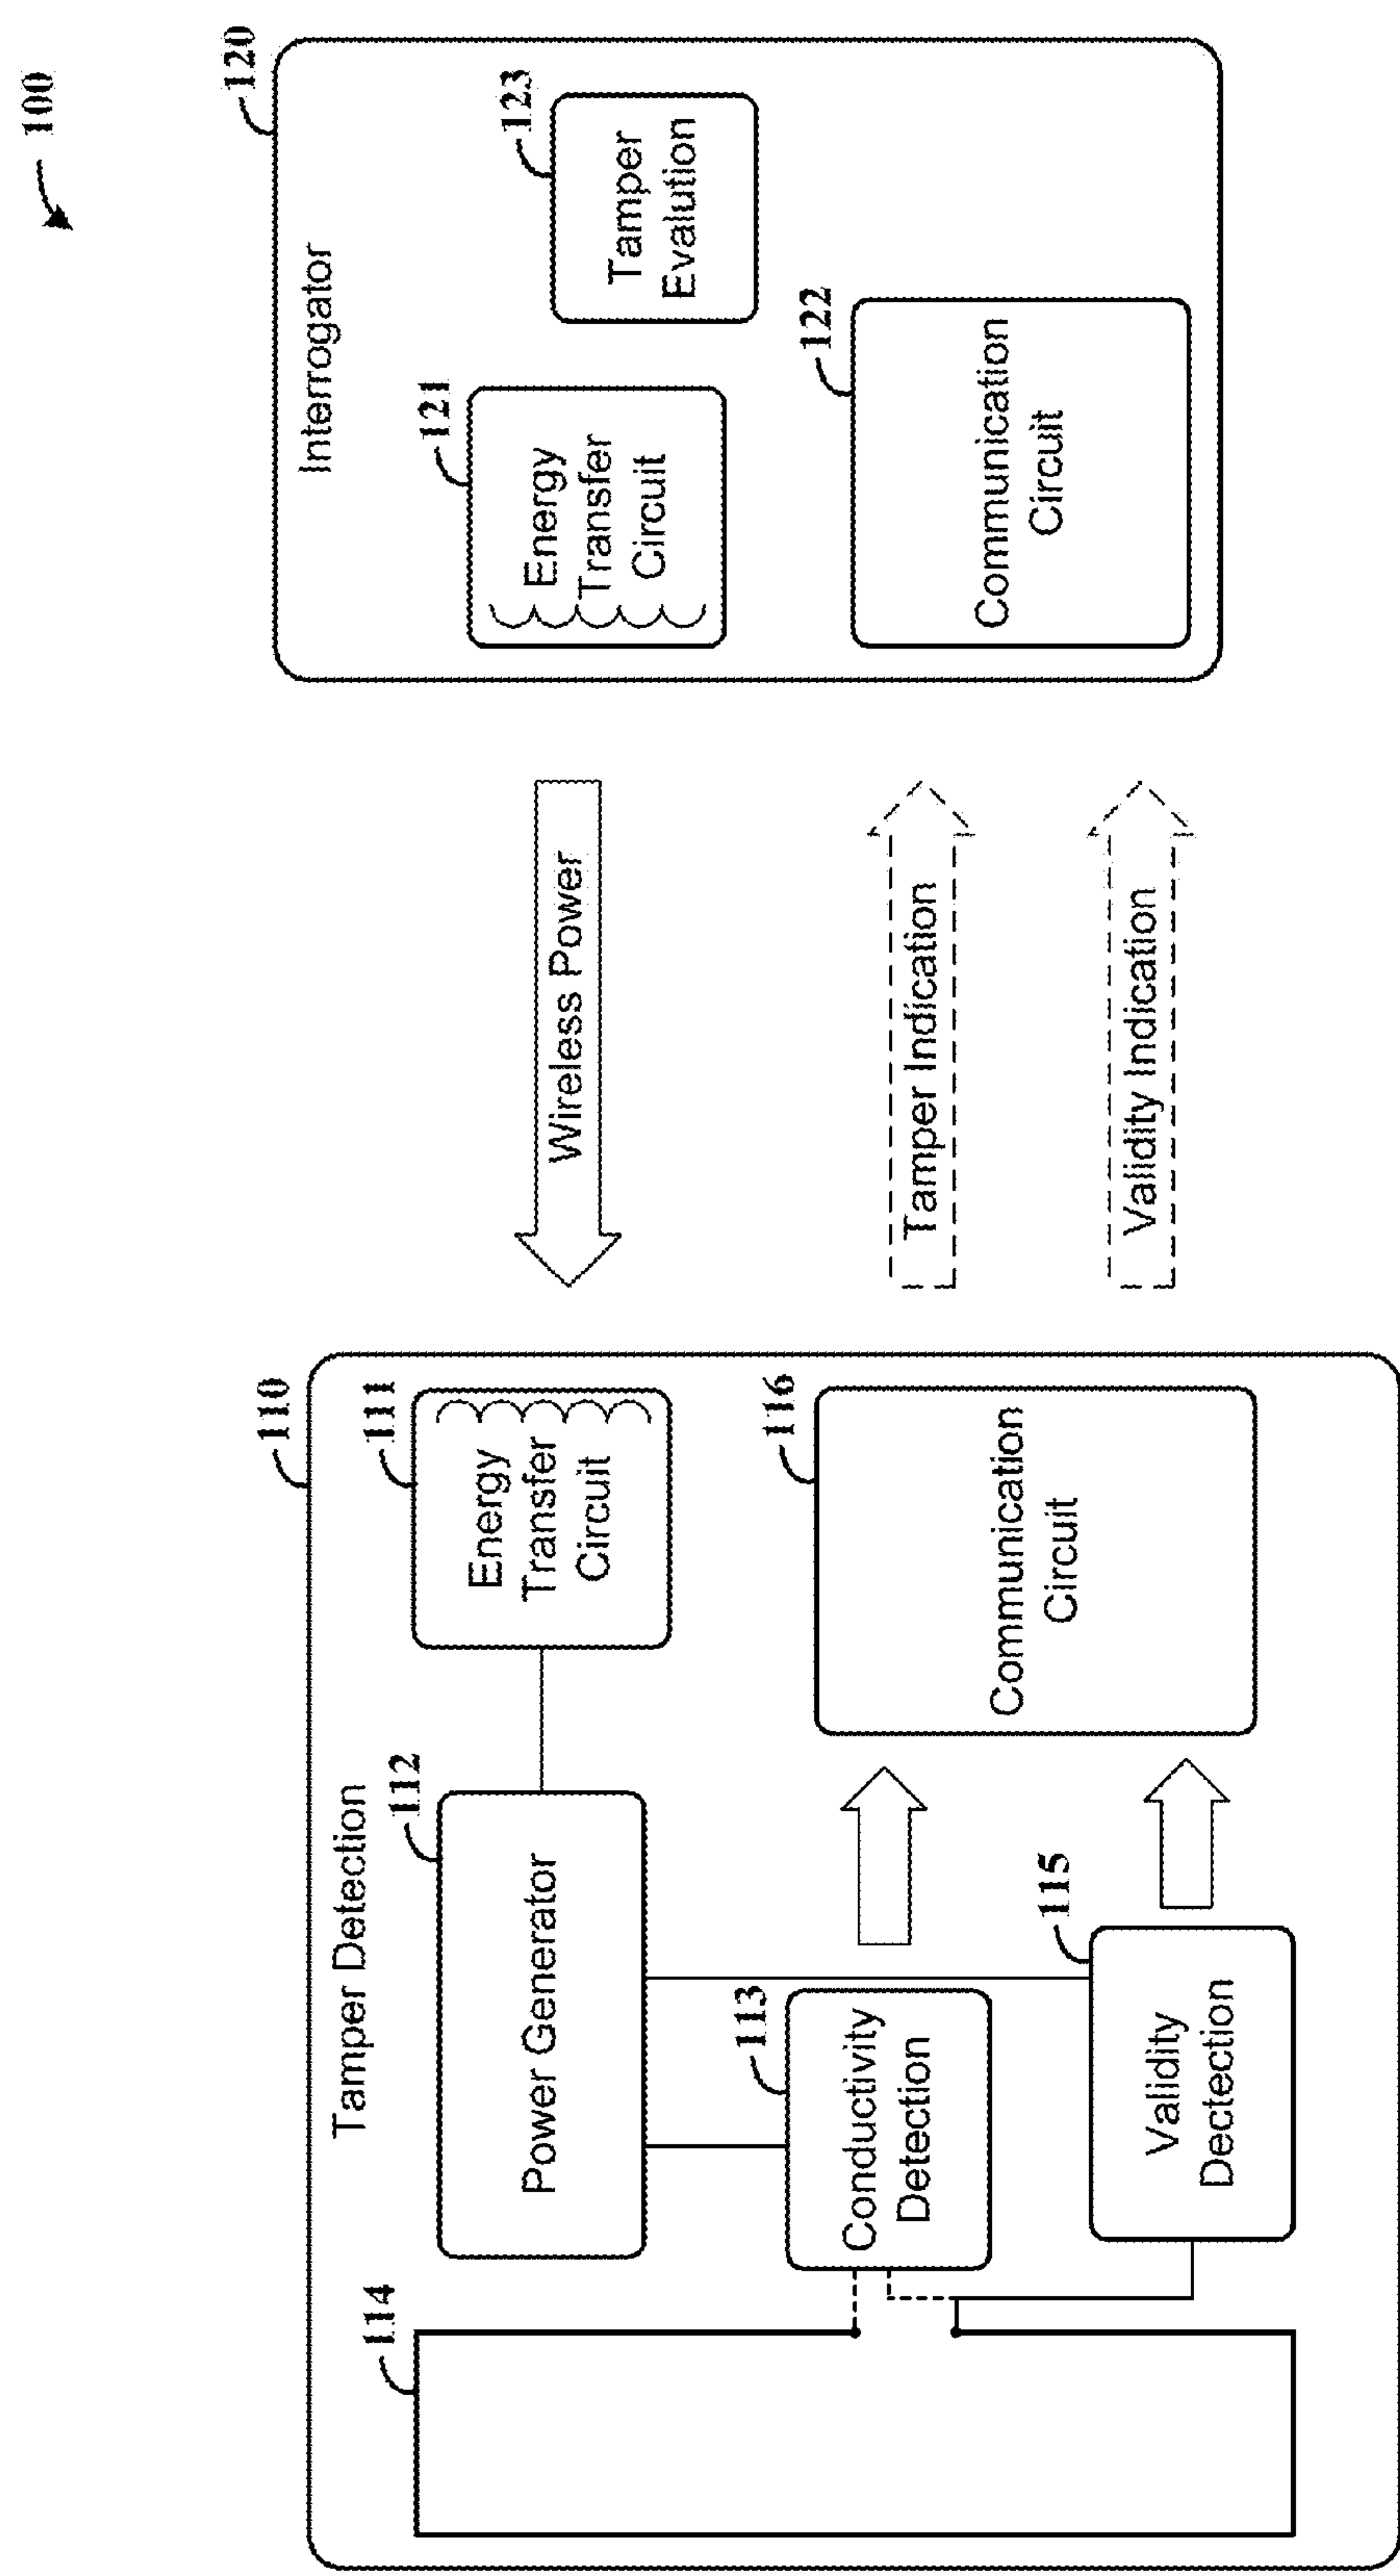 100
Tamper Detection
110
114
112
Power Generator
111
Energy
Transfer
Circuit
113
Conductivity
Detection
115
Validity
Dectection
116
Communication
Circuit
Wireless Power
Tamper Indication
Validity Indication
120
Interrogator
121
Energy
Transfer
Circuit
123
Tamper
Evalution
122
Communication
Circuit